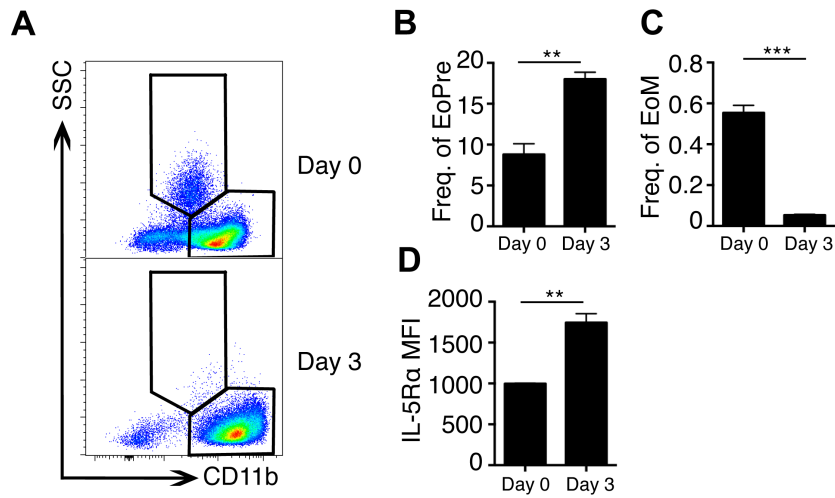 A
SSC
CD11b
Day 0
Day 3
B
Freq. of EoPre
20
15
10
5
0
**
Day 0 Day 3
C
Freq. of EoM
0.8
0.6
0.4
0.2
0
***
Day 0 Day 3
D
IL-5Rα MFI
2000
1500
1000
500
0
**
Day 0 Day 3